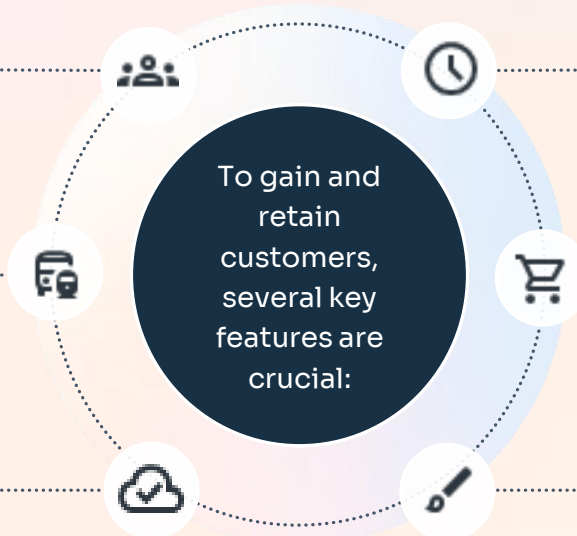 To gain and
retain
customers,
several key
features are
crucial: